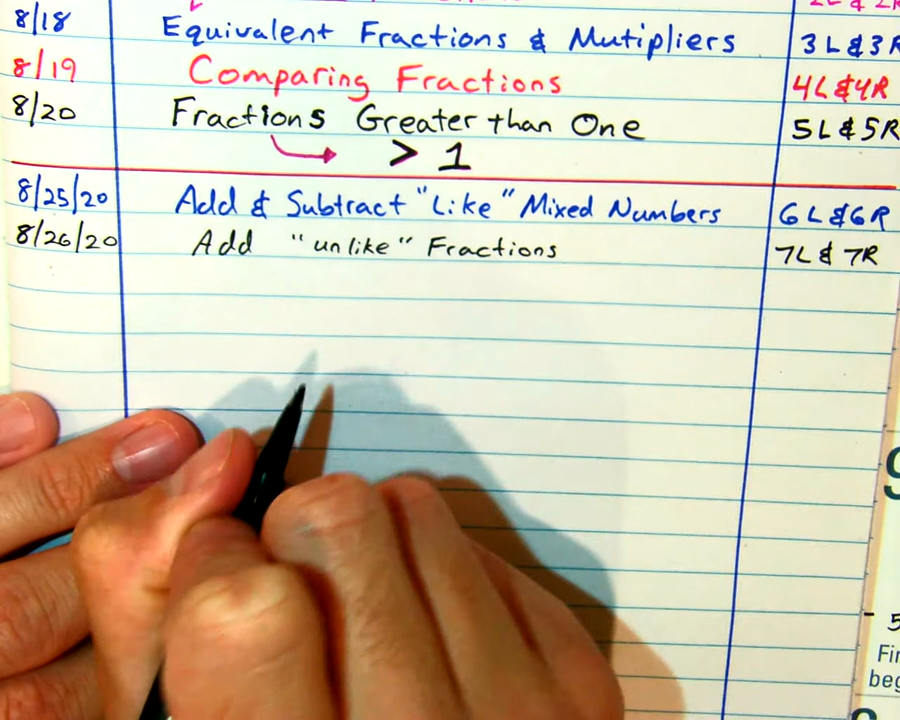 8/18 Equivalent Fractions & Mutipliers 3L & 3R
8/19 Comparing Fractions 4L & 4R
8/20 Fractions Greater than One 5L & 5R
> 1
8/25/20 Add & Subtract "Like" Mixed Numbers 6L & 6R
8/26/20 Add "unlike" Fractions 7L & 7R
5